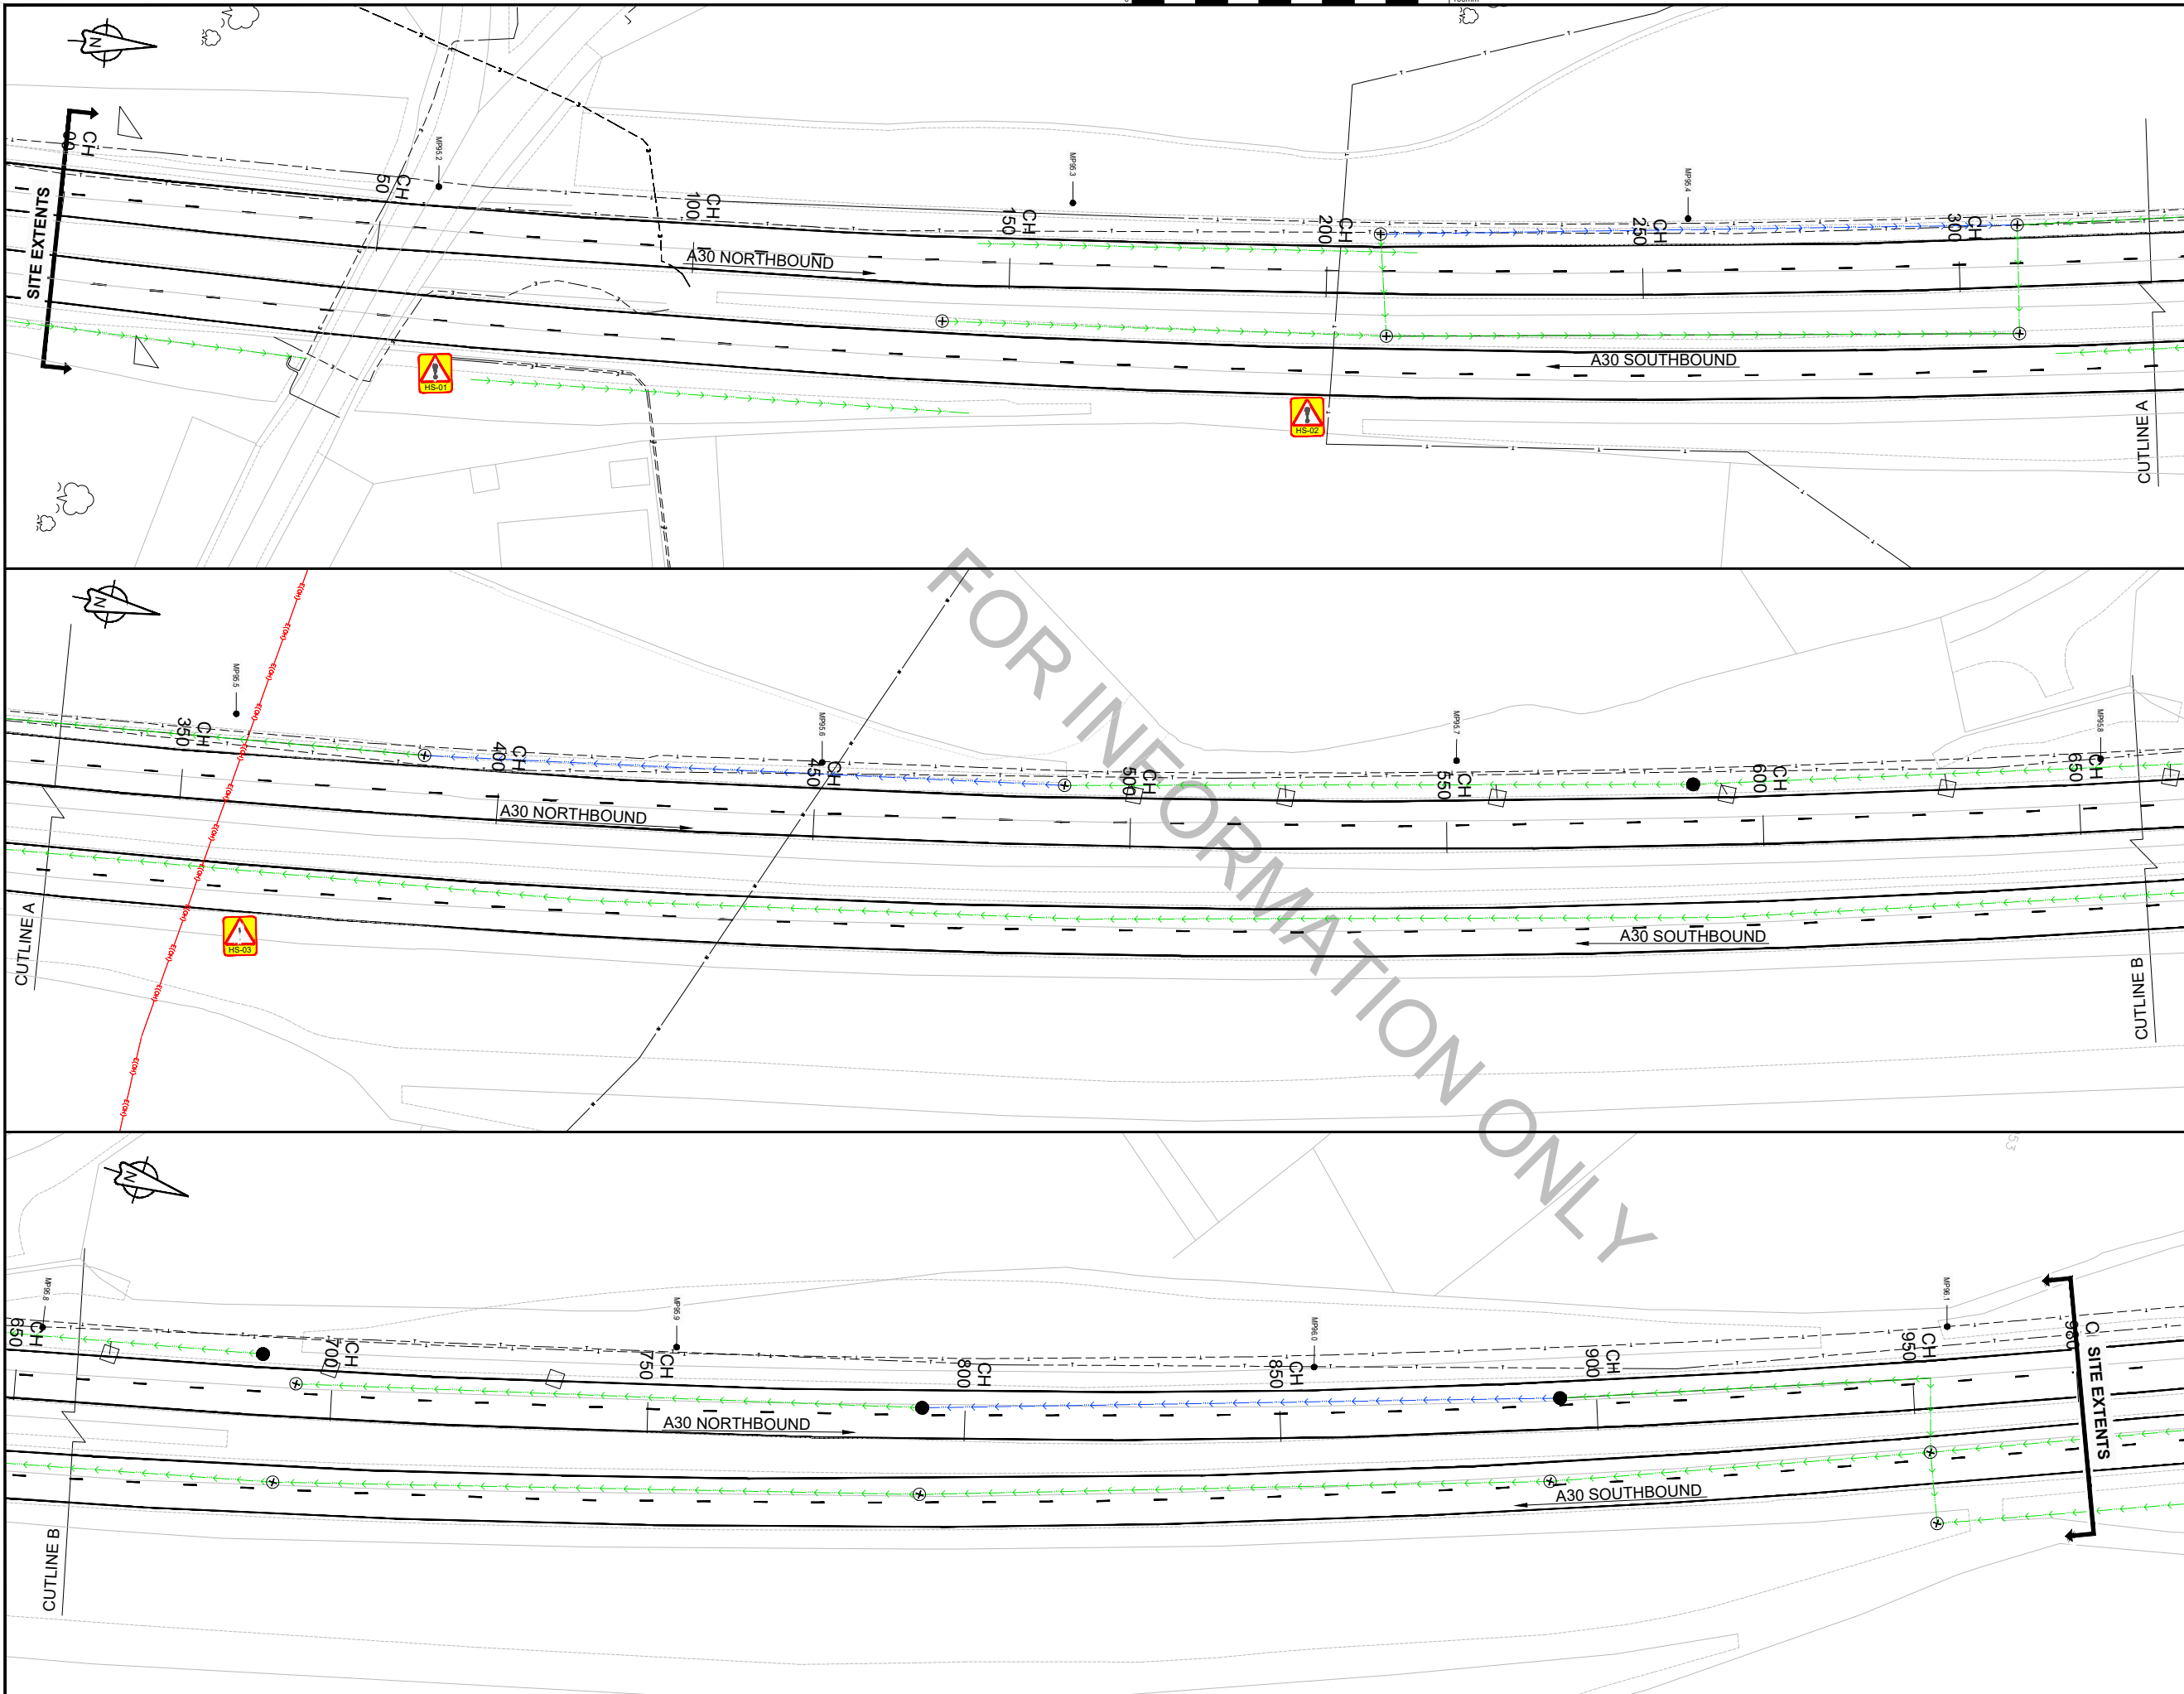 N
CH
00
SITE EXTENTS
CH
50
MP95.2
CH
100
A30 NORTHBOUND
MP95.3
CH
150
CH
200
MP95.4
CH
250
CH
300
A30 SOUTHBOUND
HS-01
HS-02
CUTLINE A
N
MP95.5
CH
350
CH
400
A30 NORTHBOUND
MP95.6
CH
450
CH
500
MP95.7
CH
550
CH
600
MP95.8
CH
650
CUTLINE A
HS-03
A30 SOUTHBOUND
CUTLINE B
FOR INFORMATION ONLY
N
MP95.8
CH
650
CH
700
MP95.9
CH
750
A30 NORTHBOUND
CH
800
MP96.0
CH
850
CH
900
MP96.1
CH
950
C
980
SITE EXTENTS
A30 SOUTHBOUND
CUTLINE B
53